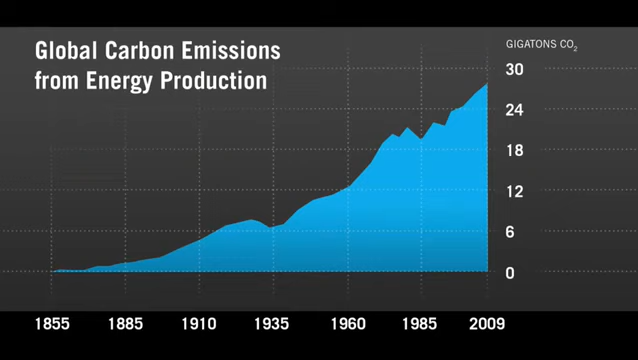 Global Carbon Emissions
from Energy Production
GIGATONS CO₂
30
24
18
12
6
0
1855 1885 1910 1935 1960 1985 2009